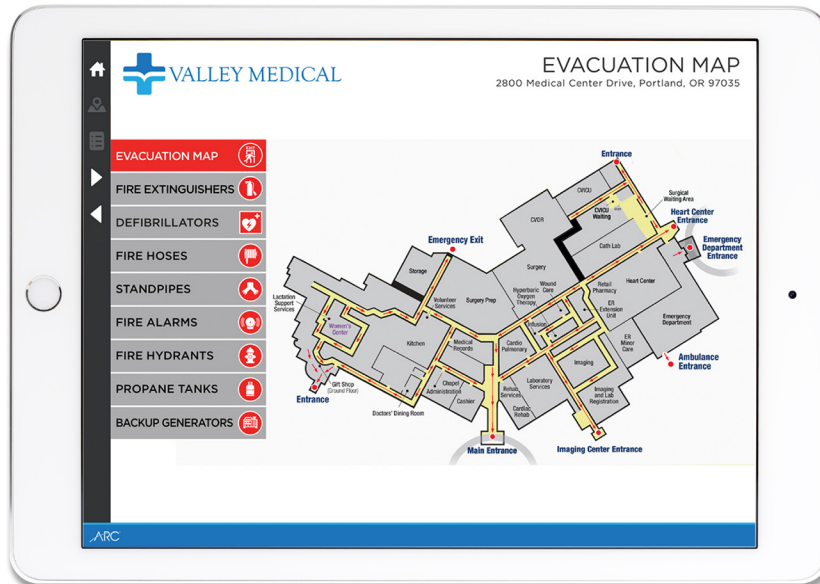 VALLEY MEDICAL
EVACUATION MAP
2800 Medical Center Drive, Portland, OR 97035
EVACUATION MAP
FIRE EXTINGUISHERS
DEFIBRILLATORS
FIRE HOSES
STANDPIPES
FIRE ALARMS
FIRE HYDRANTS
PROPANE TANKS
BACKUP GENERATORS
Entrance
CVICU
Surgical
Waiting Area
CVICU
Waiting
Heart Center
Entrance
CVOR
Emergency Exit
Cath Lab
Emergency
Department
Entrance
Storage
Surgery
Heart Center
Surgery Prep
Wound
Care
Hyperbaric
Oxygen
Therapy
Retail
Pharmacy
Lactation
Support
Services
Volunteer
Services
ER
Extension
Unit
Emergency
Department
Women's
Center
Infusion
Kitchen
Medical
Records
Cardio
Pulmonary
ER
Minor
Care
Imaging
Ambulance
Entrance
Gift Shop
(Ground Floor)
Chapel
Administration
Rehab
Services
Laboratory
Services
Entrance
Cashier
Imaging
and Lab
Registration
Doctors' Dining Room
Cardiac
Rehab
Main Entrance
Imaging Center Entrance
ARC